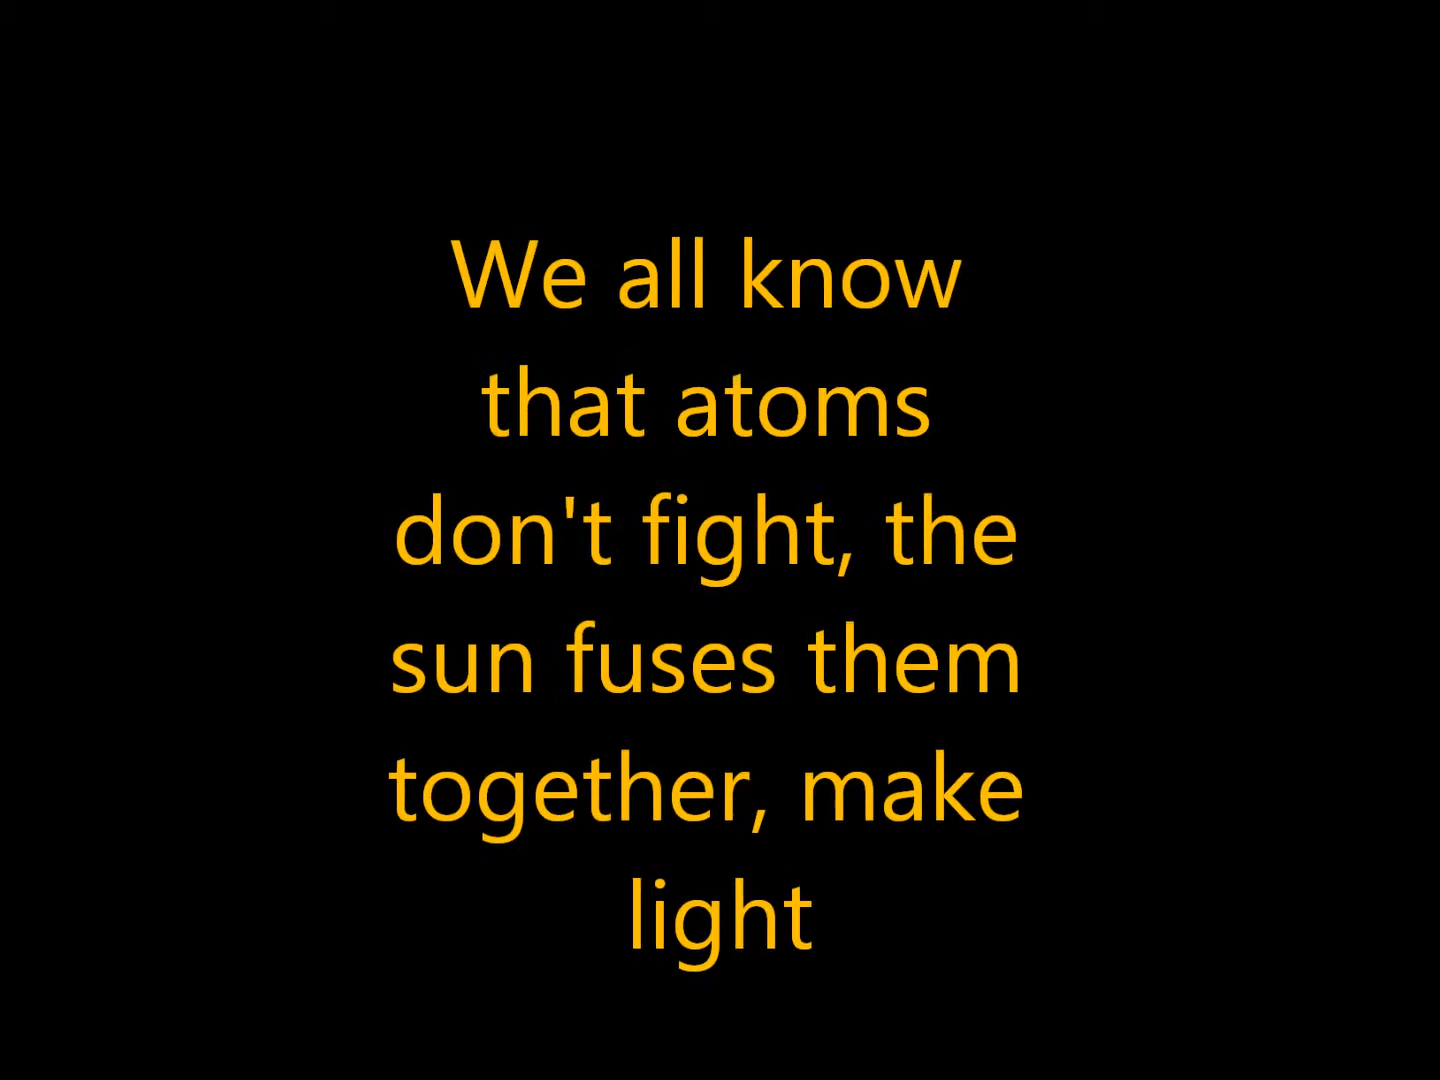 We all know
that atoms
don't fight, the
sun fuses them
together, make
light